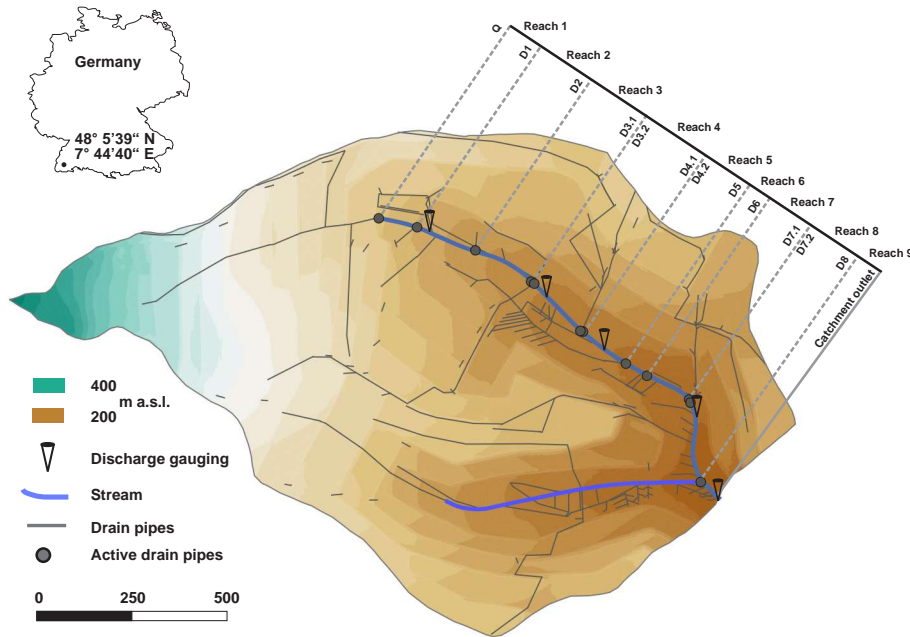 Germany
48° 5’39“ N
7° 44’40“ E
Q
Reach 1
D1
Reach 2
D2
Reach 3
D3.1
D3.2
Reach 4
D4.1
D4.2
Reach 5
D5
Reach 6
D6
Reach 7
D7.1
D7.2
Reach 8
D8
Reach 9
Catchment outlet
400
m a.s.l.
200
Discharge gauging
Stream
Drain pipes
Active drain pipes
0 250 500